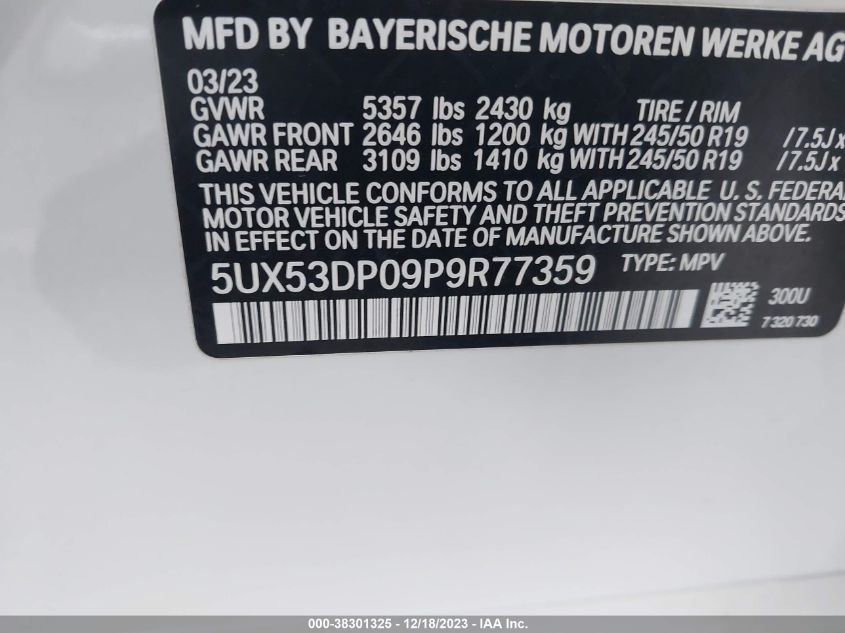 MFD BY BAYERISCHE MOTOREN WERKE AG
03/23
GVWR 5357 lbs 2430 kg TIRE / RIM
GAWR FRONT 2646 lbs 1200 kg WITH 245/50 R19 /7.5J x
GAWR REAR 3109 lbs 1410 kg WITH 245/50 R19 /7.5J x
THIS VEHICLE CONFORMS TO ALL APPLICABLE U. S. FEDERA
MOTOR VEHICLE SAFETY AND THEFT PREVENTION STANDARDS
IN EFFECT ON THE DATE OF MANUFACTURE SHOWN ABOVE.
5UX53DP09P9R77359 TYPE: MPV
300U
7 320 730
000-38301325 - 12/18/2023 - IAA Inc.